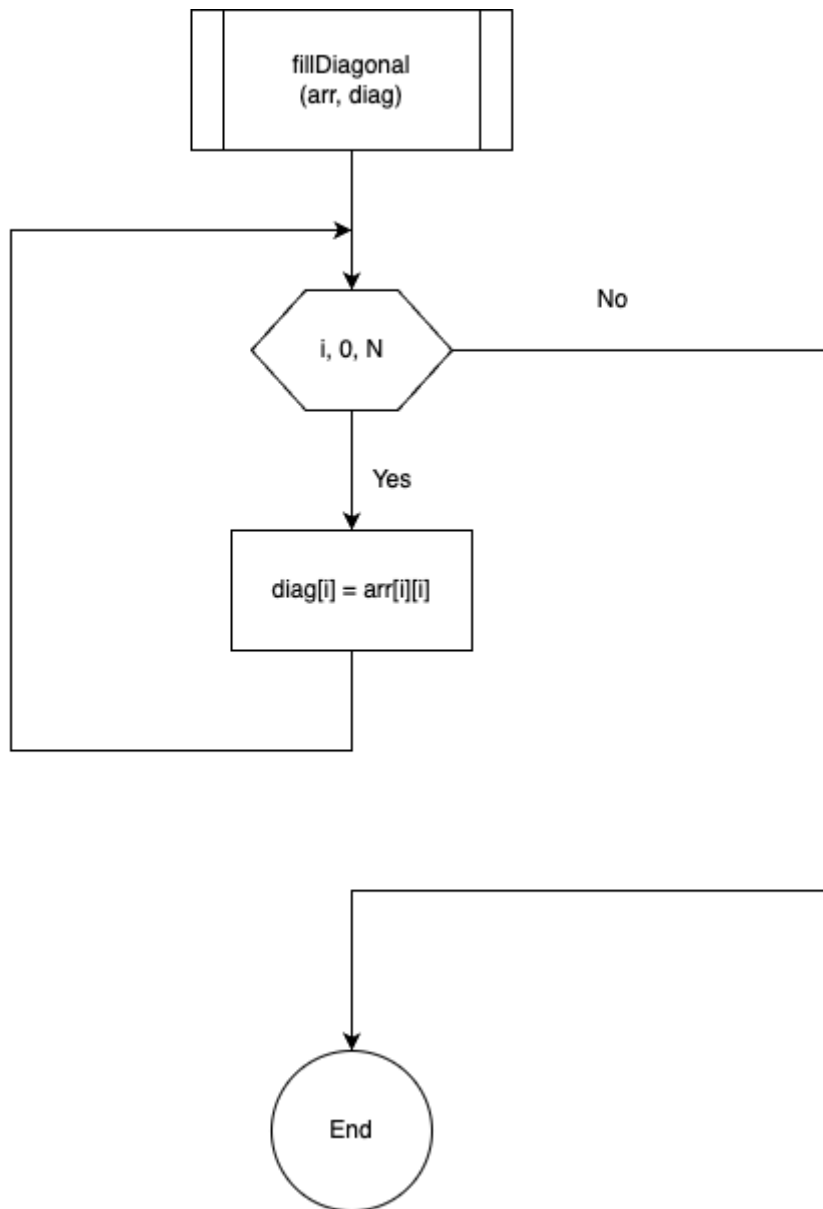 fillDiagonal
(arr, diag)
No
i, 0, N
Yes
diag[i] = arr[i][i]
End